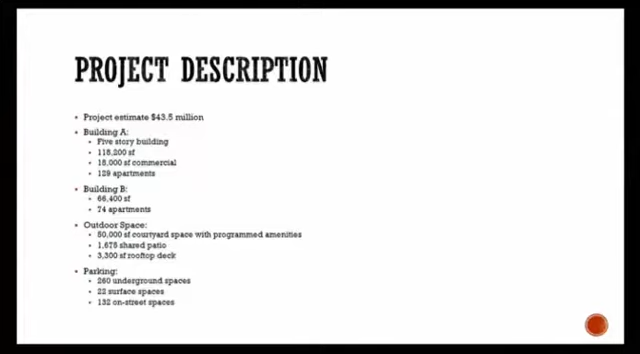 PROJECT DESCRIPTION
Project estimate $43.5 million
Building A:
Five story building
118,200 sf
18,000 sf commercial
129 apartments
Building B:
66,400 sf
74 apartments
Outdoor Space:
50,000 sf courtyard space with programmed amenities
1,675 shared patio
3,300 sf rooftop deck
Parking:
260 underground spaces
22 surface spaces
132 on-street spaces